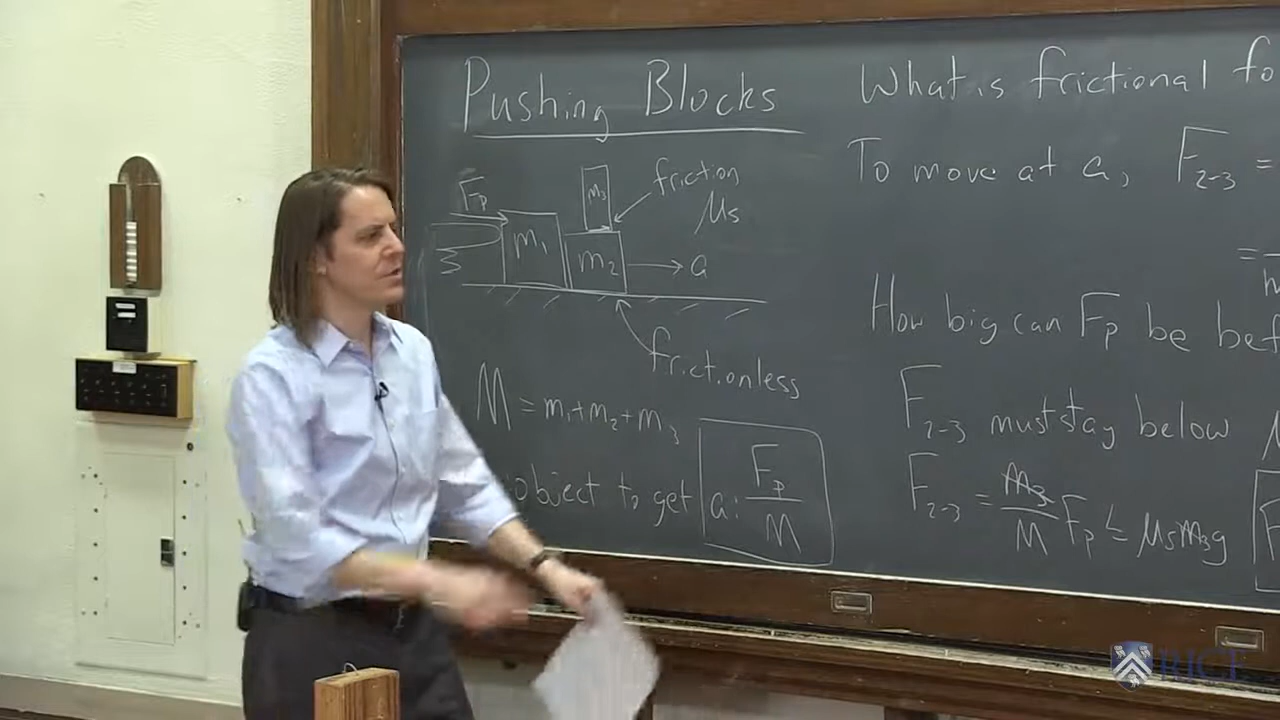 Pushing Blocks
Fp
m1
m2
m3
friction
μs
a
frictionless
M = m1+m2+m3
object to get a: Fp/M
What is frictional fo
To move at a, F2-3 =
=
How big can Fp be bef
F2-3 must stay below
F2-3 = m3/M Fp ≤ μsm3g
RICE